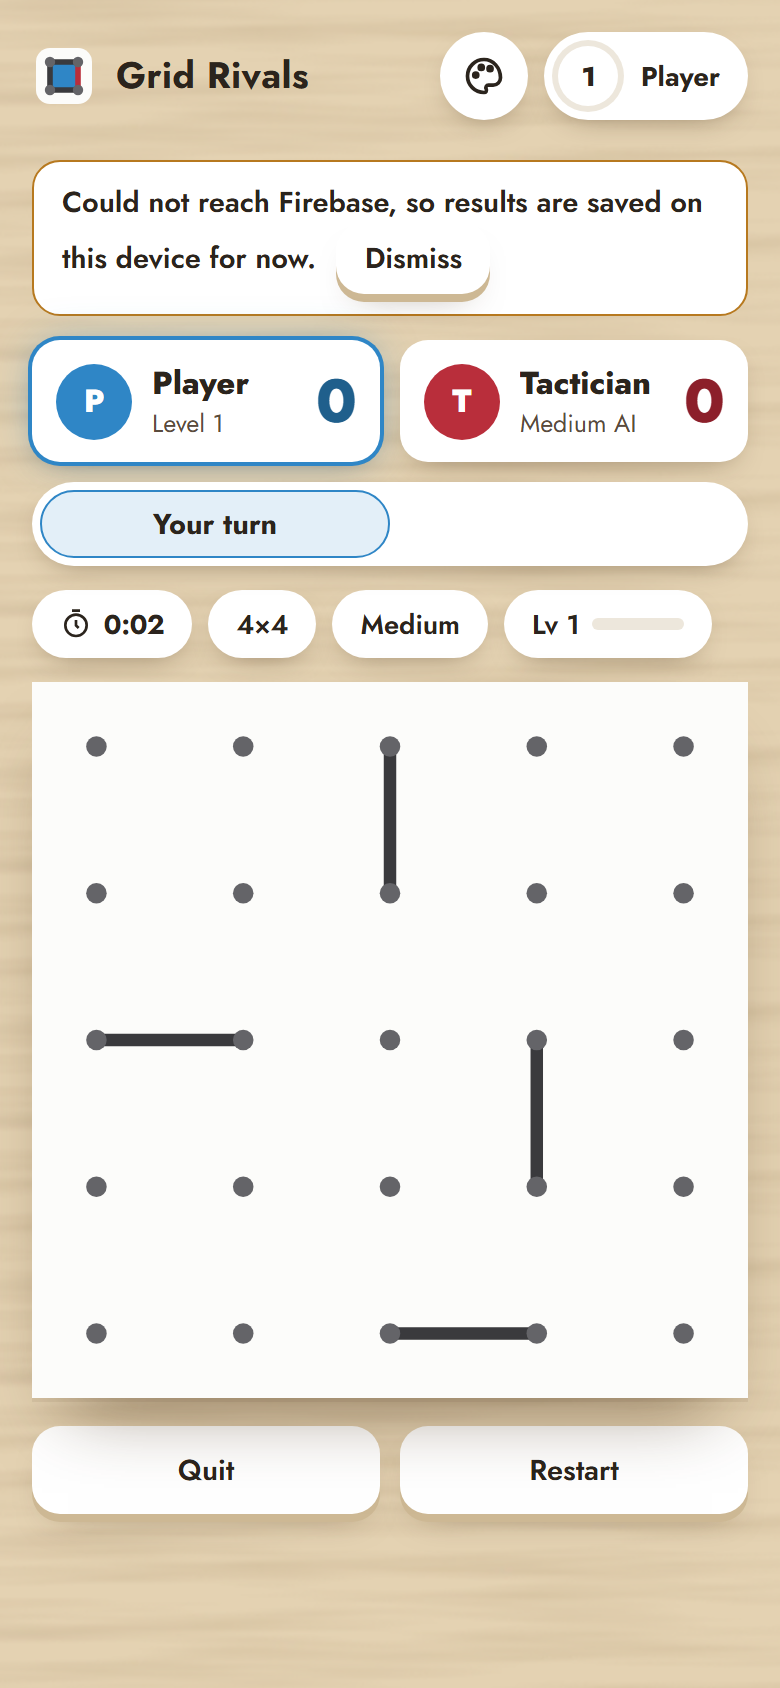 Grid Rivals
1 Player
Could not reach Firebase, so results are saved on
this device for now. Dismiss
P Player 0 T Tactician 0
Level 1 Medium AI
Your turn
0:02 4×4 Medium Lv 1
Quit Restart